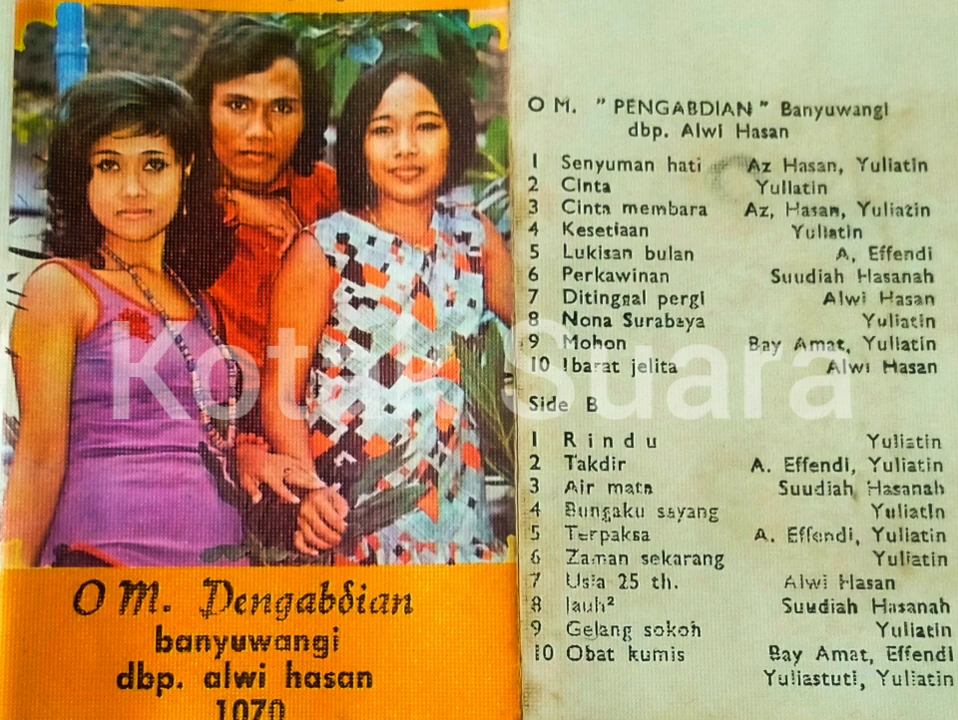 O M. Pengabdian
banyuwangi
dbp. alwi hasan
1970
O M. " PENGABDIAN " Banyuwangi
dbp. Alwi Hasan
1 Senyuman hati Az Hasan, Yuliatin
2 Cinta Yuliatin
3 Cinta membara Az, Hasan, Yuliatin
4 Kesetiaan Yuliatin
5 Lukisan bulan A, Effendi
6 Perkawinan Suudiah Hasanah
7 Ditinggal pergi Alwi Hasan
8 Nona Surabaya Yuliatin
9 Mohon Bay Amat, Yuliatin
10 Ibarat jelita Alwi Hasan
Side B
1 R i n d u Yuliatin
2 Takdir A. Effendi, Yuliatin
3 Air mata Suudiah Hasanah
4 Bungaku sayang Yuliatin
5 Terpaksa A. Effendi, Yuliatin
6 Zaman sekarang Yuliatin
7 Usia 25 th. Alwi Hasan
8 Jauh² Suudiah Hasanah
9 Gelang sokoh Yuliatin
10 Obat kumis Bay Amat, Effendi
Yuliastuti, Yuliatin
Kotak Suara